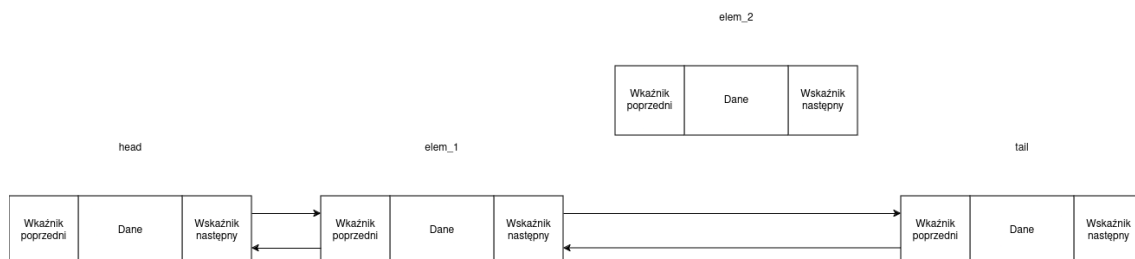 elem_2
Wkaźnik
poprzedni
Dane
Wskaźnik
następny
head
elem_1
tail
Wkaźnik
poprzedni
Dane
Wskaźnik
następny
Wkaźnik
poprzedni
Dane
Wskaźnik
następny
Wkaźnik
poprzedni
Dane
Wskaźnik
następny